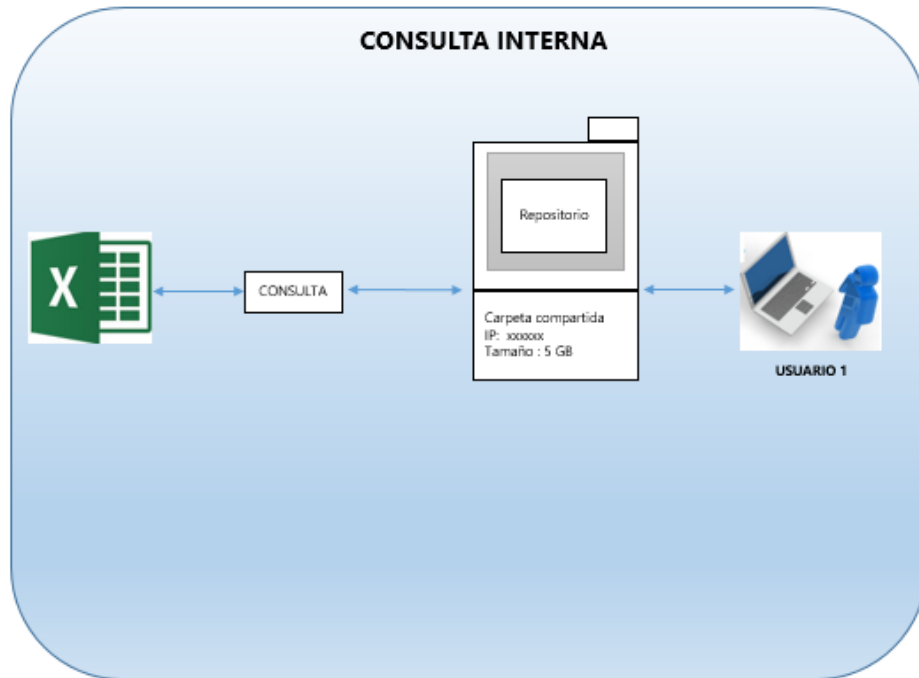 CONSULTA INTERNA
Repositorio
X
CONSULTA
Carpeta compartida
IP: xxxxxx
Tamaño : 5 GB
USUARIO 1